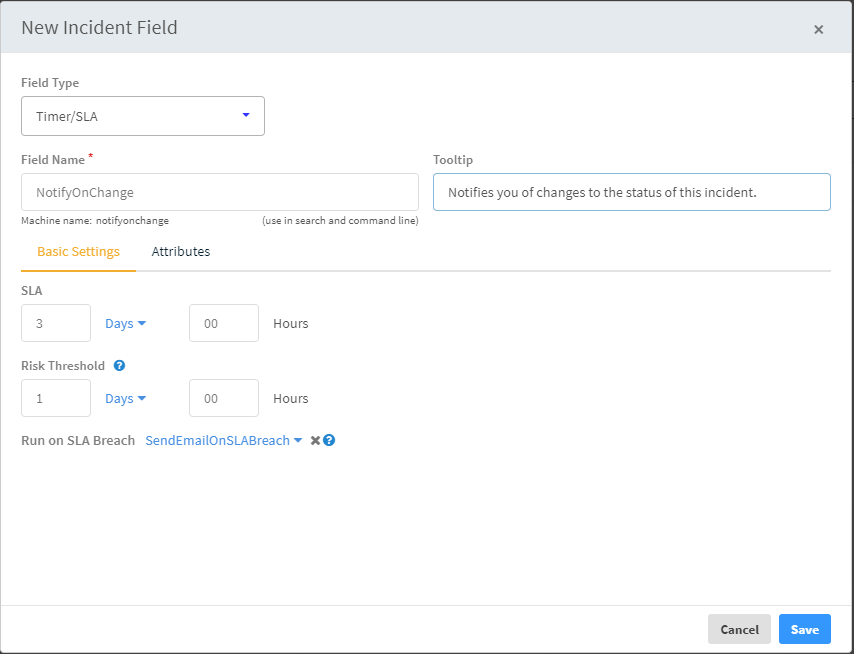 New Incident Field ×
Field Type
Timer/SLA
Field Name * Tooltip
NotifyOnChange Notifies you of changes to the status of this incident.
Machine name: notifyonchange (use in search and command line)
Basic Settings Attributes
SLA
3 Days 00 Hours
Risk Threshold ?
1 Days 00 Hours
Run on SLA Breach SendEmailOnSLABreach ✖ ?
Cancel Save